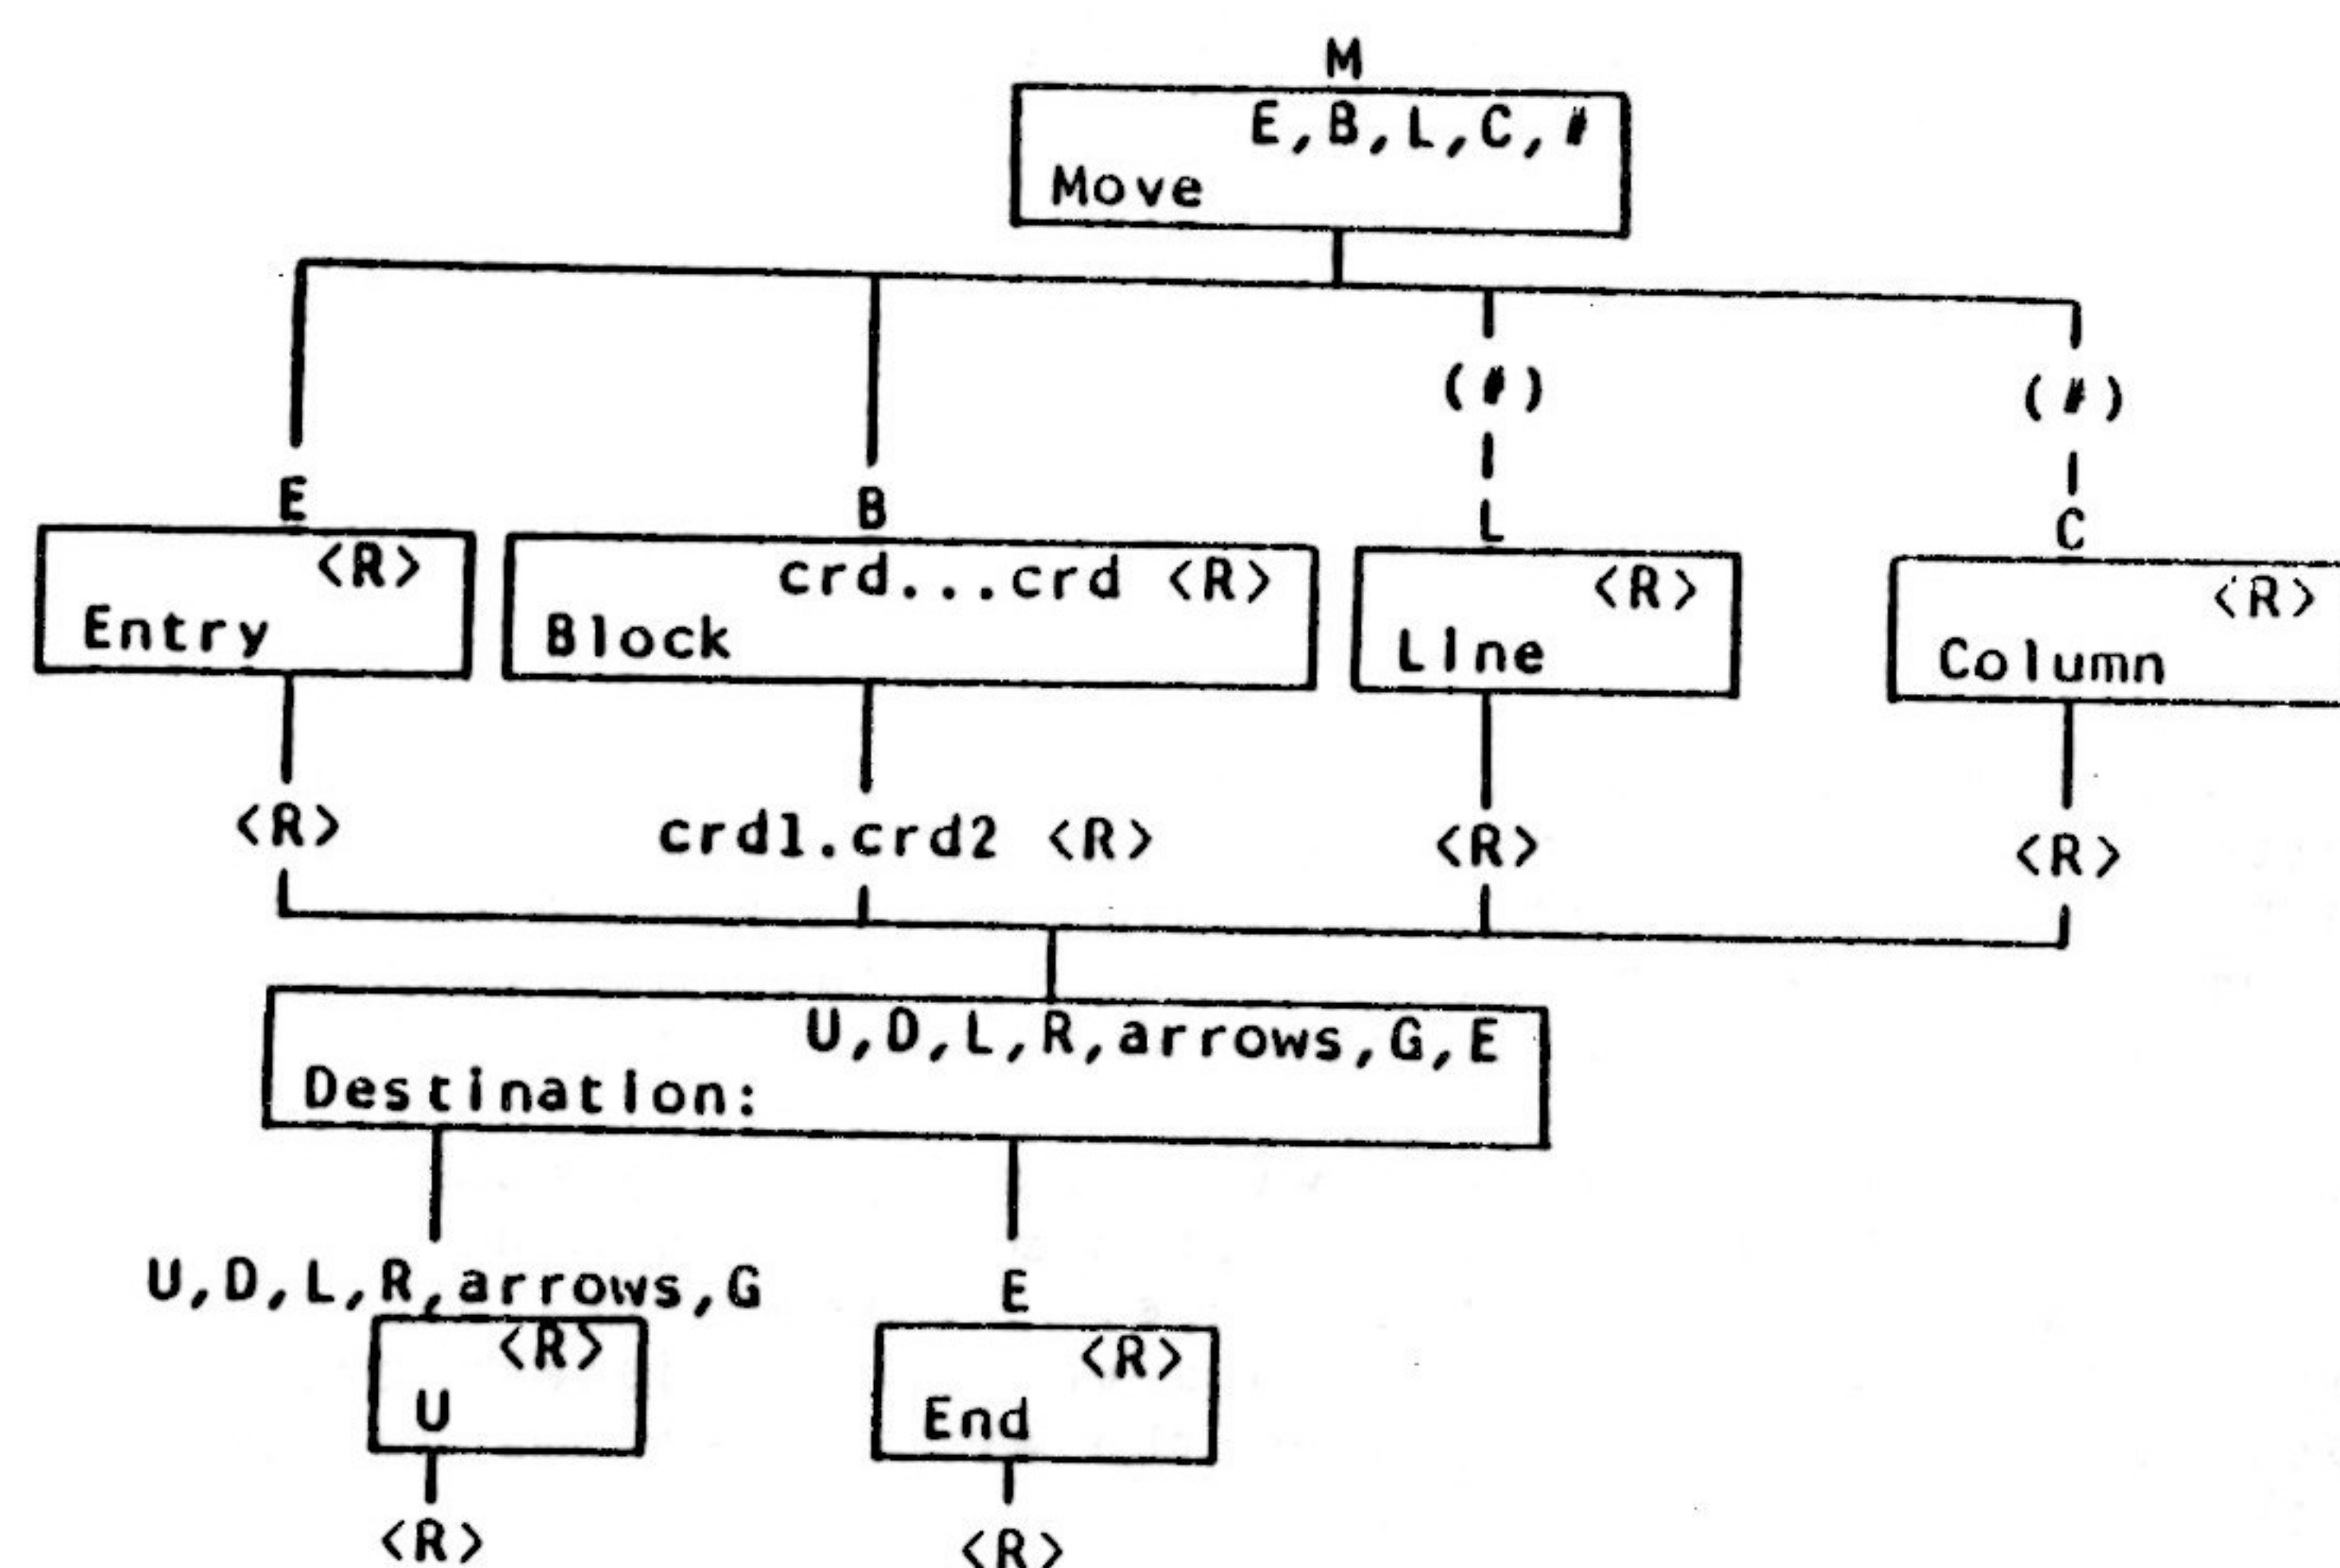 M
E,B,L,C,#
Move
(#) (#)
E B L C
<R> crd...crd <R> <R> <R>
Entry Block Line Column
<R> crd1.crd2 <R> <R> <R>
U,D,L,R,arrows,G,E
Destination:
U,D,L,R,arrows,G E
<R> <R>
U End
<R> <R>